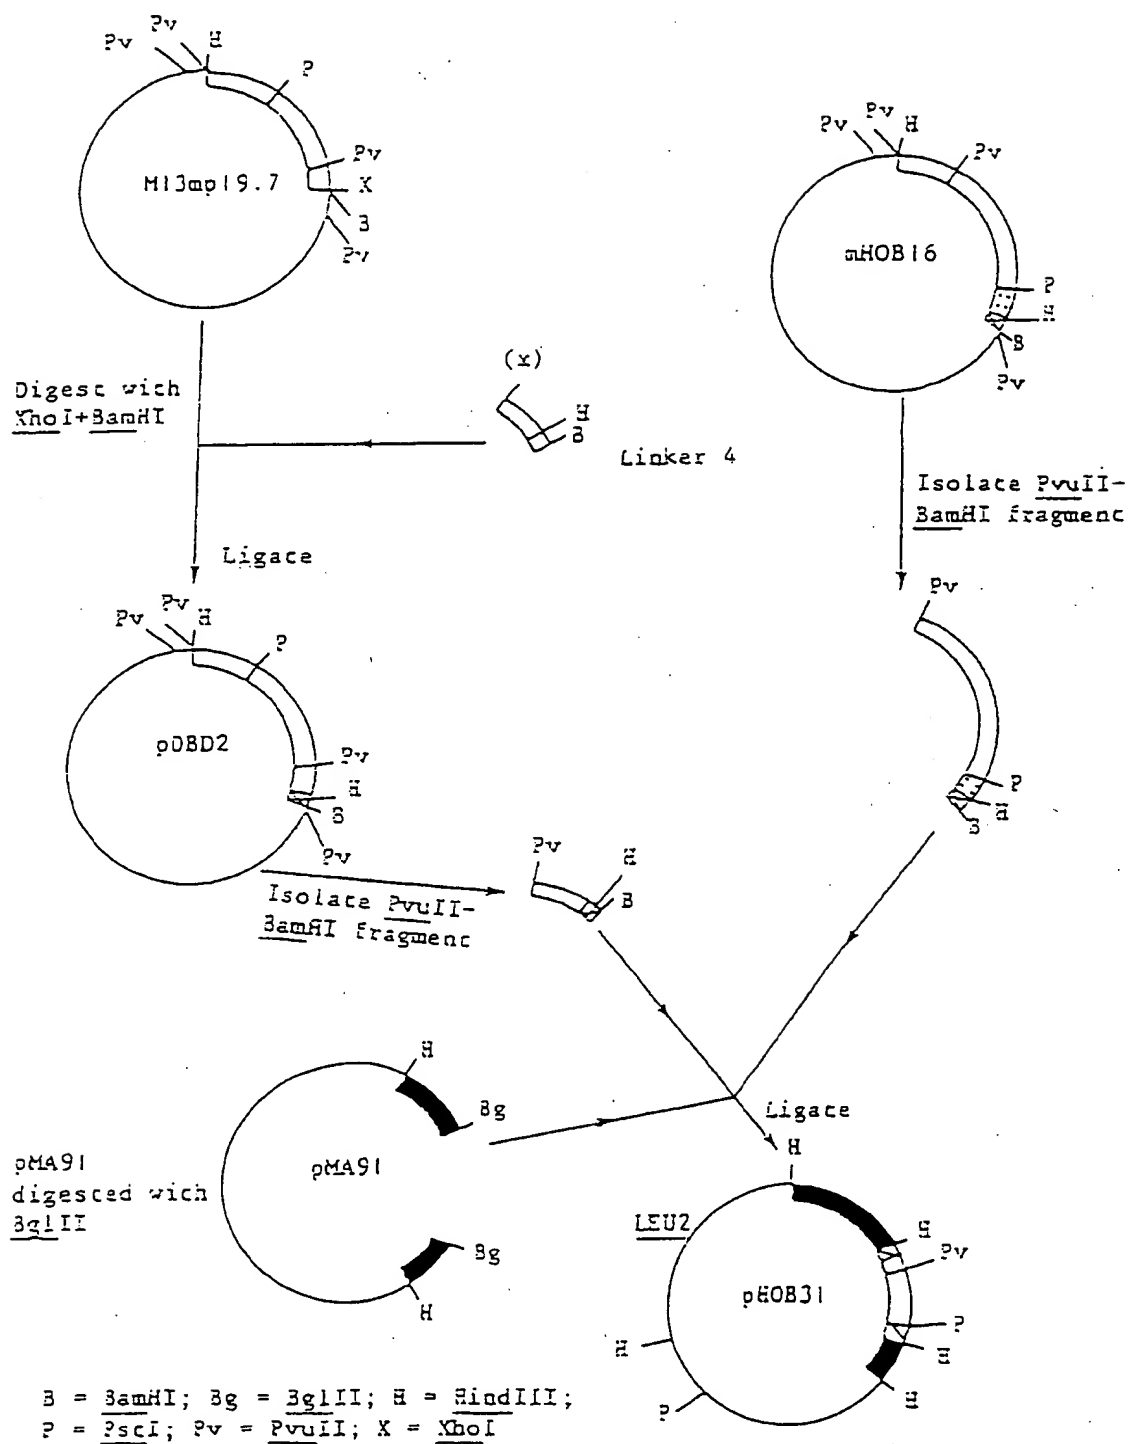 Pv
Pv
H
P
Pv
X
B
Pv
M13mp19.7
Pv
Pv
H
Pv
mHOB16
P
H
B
Pv
Digest with
XhoI+BamHI
(x)
H
B
Linker 4
Isolate PvuII-
BamHI fragment
Ligate
Pv
Pv
H
P
pDBD2
Pv
H
B
Pv
Pv
P
H
B
Isolate PvuII-
BamHI fragment
Pv
H
B
H
Bg
pMA91
Bg
H
pMA91
digested with
BglII
Ligate
H
LEU2
H
Pv
pHOB31
P
H
H
H
P
B = BamHI; Bg = BglII; H = HindIII;
P = PstI; Pv = PvuII; X = XhoI